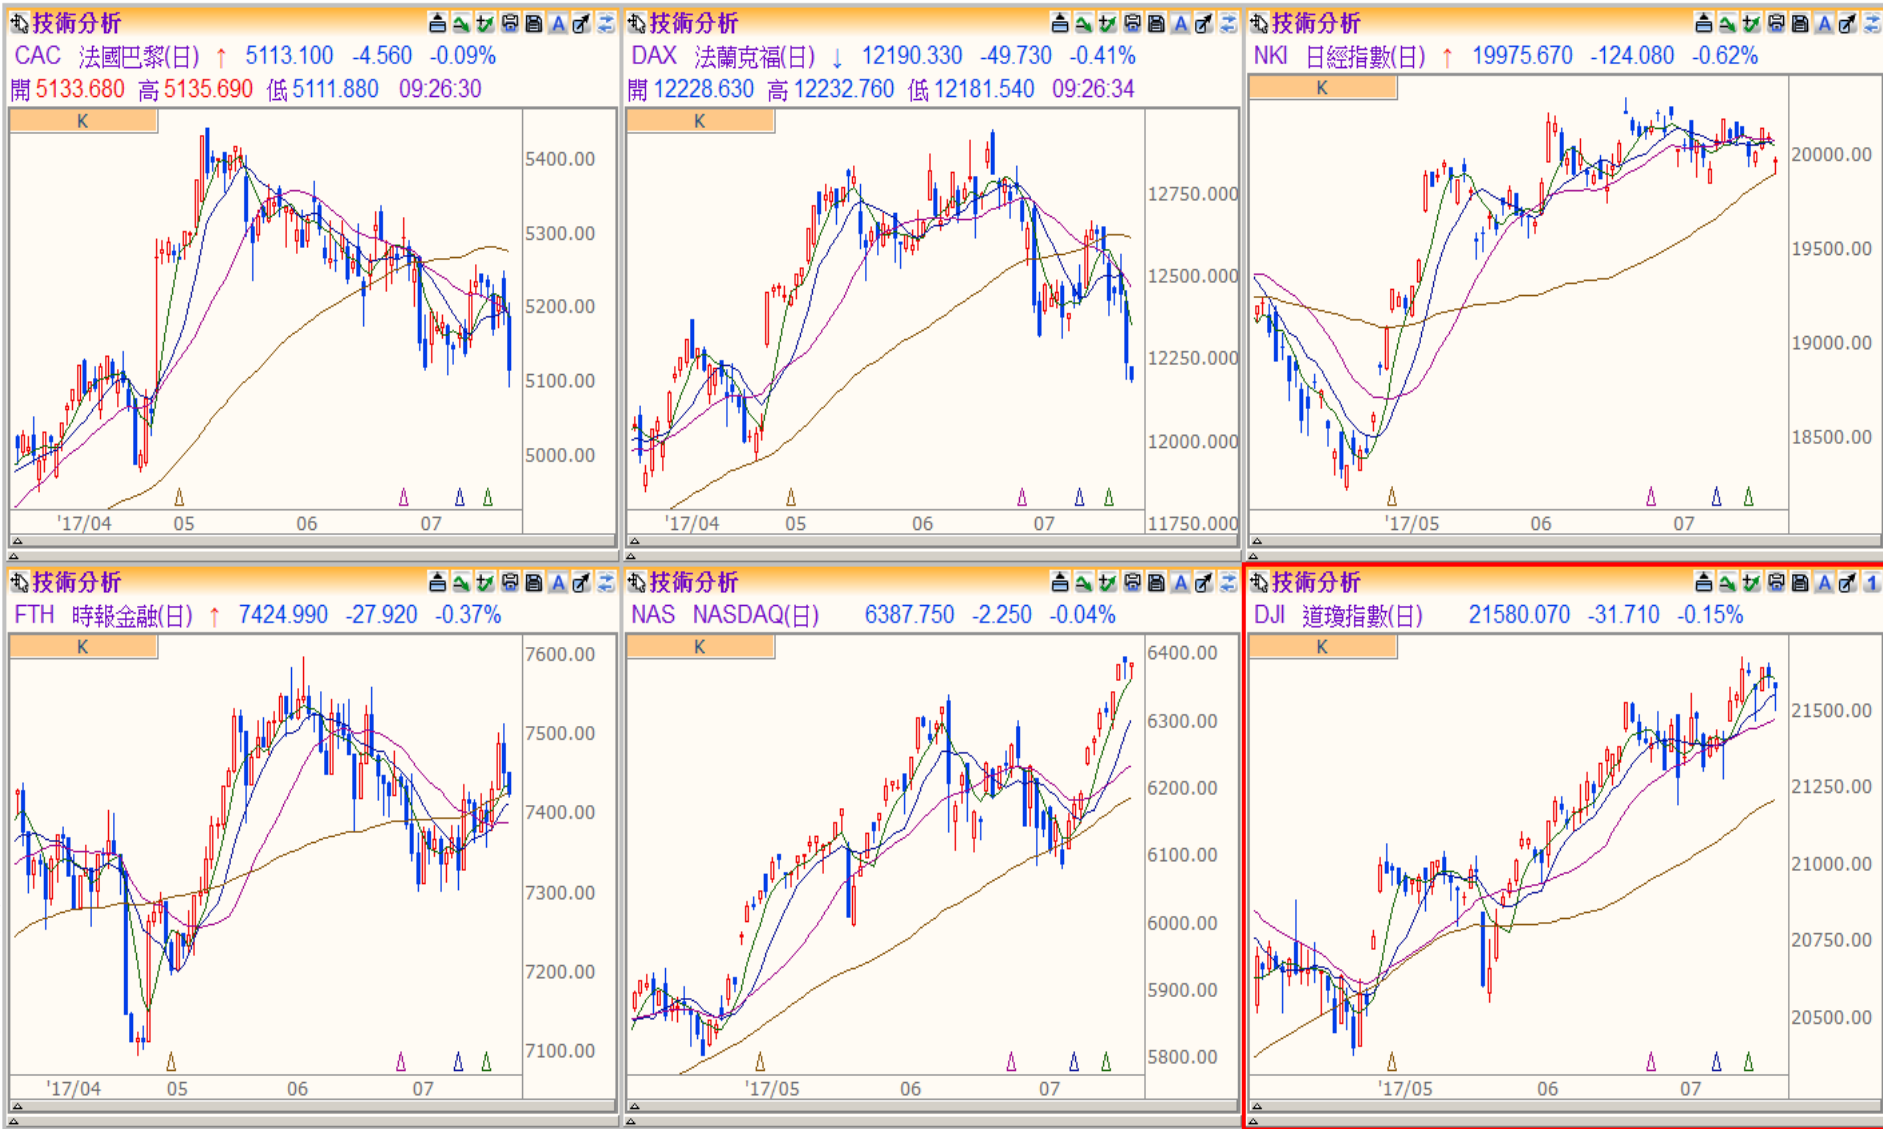 技術分析
CAC 法國巴黎(日) ↑ 5113.100 -4.560 -0.09%
開 5133.680 高 5135.690 低 5111.880 09:26:30
K
5400.00
5300.00
5200.00
5100.00
5000.00
'17/04 05 06 07
技術分析
DAX 法蘭克福(日) ↓ 12190.330 -49.730 -0.41%
開 12228.630 高 12232.760 低 12181.540 09:26:34
K
12750.000
12500.000
12250.000
12000.000
11750.000
'17/04 05 06 07
技術分析
NKI 日經指數(日) ↑ 19975.670 -124.080 -0.62%
K
20000.00
19500.00
19000.00
18500.00
'17/05 06 07
技術分析
FTH 時報金融(日) ↑ 7424.990 -27.920 -0.37%
K
7600.00
7500.00
7400.00
7300.00
7200.00
7100.00
'17/04 05 06 07
技術分析
NAS NASDAQ(日) 6387.750 -2.250 -0.04%
K
6400.00
6300.00
6200.00
6100.00
6000.00
5900.00
5800.00
'17/05 06 07
技術分析
DJI 道瓊指數(日) 21580.070 -31.710 -0.15%
K
21500.00
21250.00
21000.00
20750.00
20500.00
'17/05 06 07